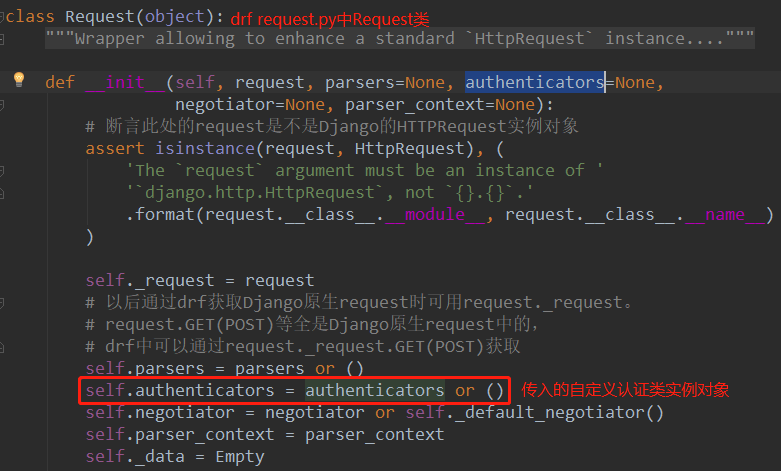 class Request(object): drf request.py中Request类
"""Wrapper allowing to enhance a standard `HttpRequest` instance...."""
def __init__(self, request, parsers=None, authenticators=None,
negotiator=None, parser_context=None):
# 断言此处的request是不是Django的HTTPRequest实例对象
assert isinstance(request, HttpRequest), (
'The `request` argument must be an instance of '
'`django.http.HttpRequest`, not `{}.{}`.'
.format(request.__class__.__module__, request.__class__.__name__)
)
self._request = request
# 以后通过drf获取Django原生request时可用request._request。
# request.GET(POST)等全是Django原生request中的,
# drf中可以通过request._request.GET(POST)获取
self.parsers = parsers or ()
self.authenticators = authenticators or () 传入的自定义认证类实例对象
self.negotiator = negotiator or self._default_negotiator()
self.parser_context = parser_context
self._data = Empty